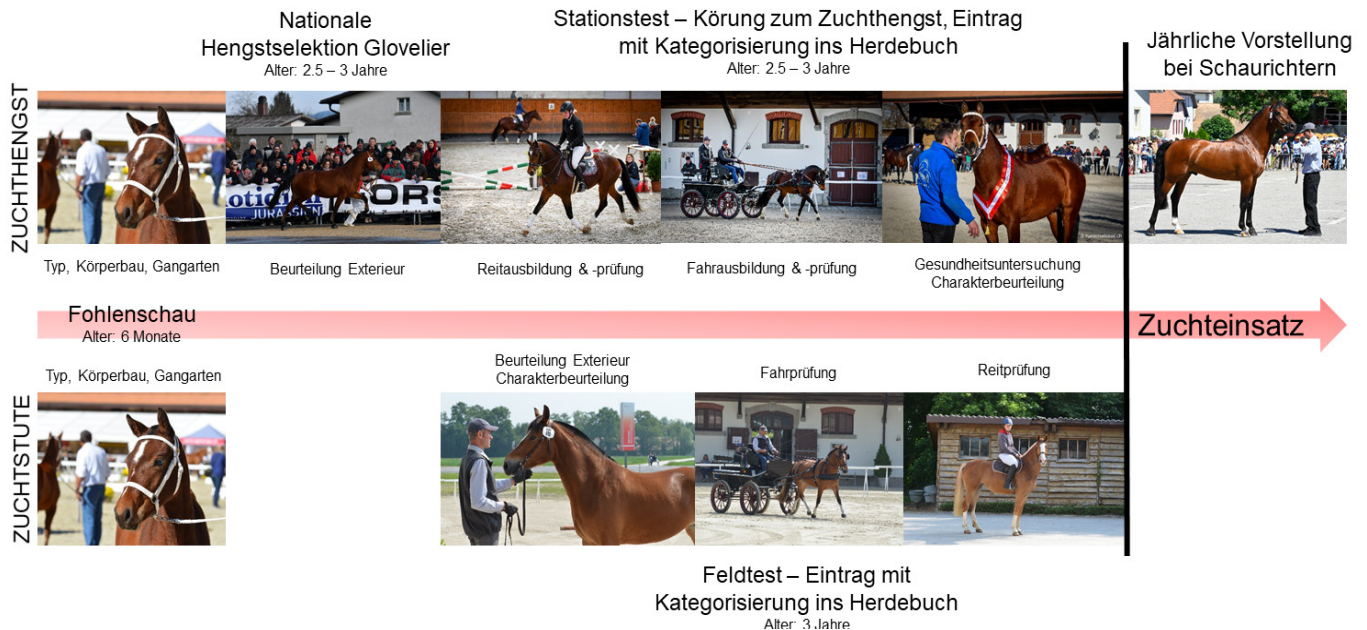 Nationale
Hengstselektion Glovelier
Alter: 2.5 – 3 Jahre
Stationstest – Körung zum Zuchthengst, Eintrag
mit Kategorisierung ins Herdebuch
Alter: 2.5 – 3 Jahre
Jährliche Vorstellung
bei Schaurichtern
ZUCHTHENGST
JURASSIEN
ORS
Typ, Körperbau, Gangarten
Beurteilung Exterieur
Reitausbildung & -prüfung
Fahrausbildung & -prüfung
Gesundheitsuntersuchung
Charakterbeurteilung
Fohlenschau
Alter: 6 Monate
Zuchteinsatz
ZUCHTSTUTE
Typ, Körperbau, Gangarten
Beurteilung Exterieur
Charakterbeurteilung
Fahrprüfung
Reitprüfung
Feldtest – Eintrag mit
Kategorisierung ins Herdebuch
Alter: 3 Jahre